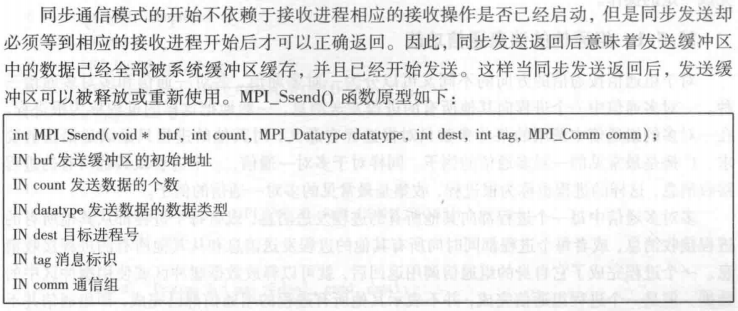 同步通信模式的开始不依赖于接收进程相应的接收操作是否已经启动，但是同步发送却
必须等到相应的接收进程开始后才可以正确返回。因此，同步发送返回后意味着发送缓冲区
中的数据已经全部被系统缓冲区缓存，并且已经开始发送。这样当同步发送返回后，发送缓
冲区可以被释放或重新使用。MPI_Ssend()函数原型如下：
int MPI_Ssend(void* buf, int count, MPI_Datatype datatype, int dest, int tag, MPI_Comm comm);
IN buf 发送缓冲区的初始地址
IN count 发送数据的个数
IN datatype 发送数据的数据类型
IN dest 目标进程号
IN tag 消息标识
IN comm 通信组